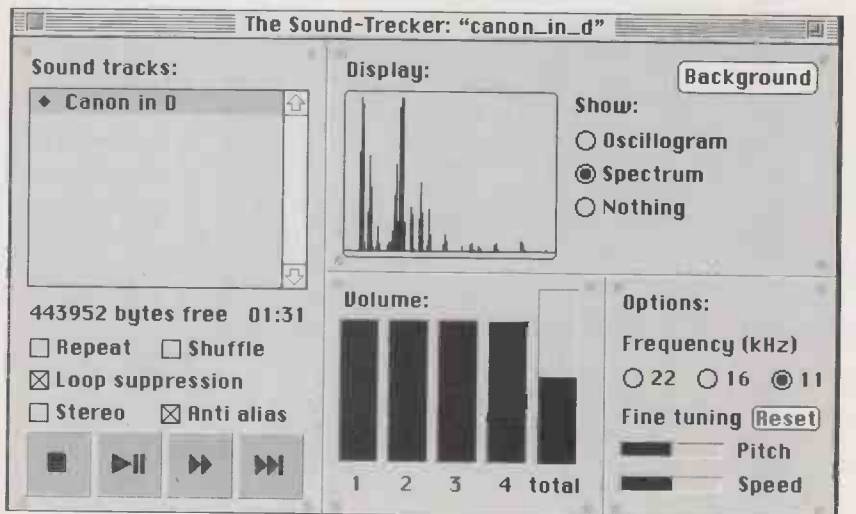 The Sound-Trecker: “canon_in_d”
Sound tracks:
◆ Canon in D
443952 bytes free 01:31
Repeat Shuffle
Loop suppression
Stereo Anti alias
Display:
Background
Show:
Oscillogram
Spectrum
Nothing
Volume:
1 2 3 4 total
Options:
Frequency (kHz)
22 16 11
Fine tuning Reset
Pitch
Speed